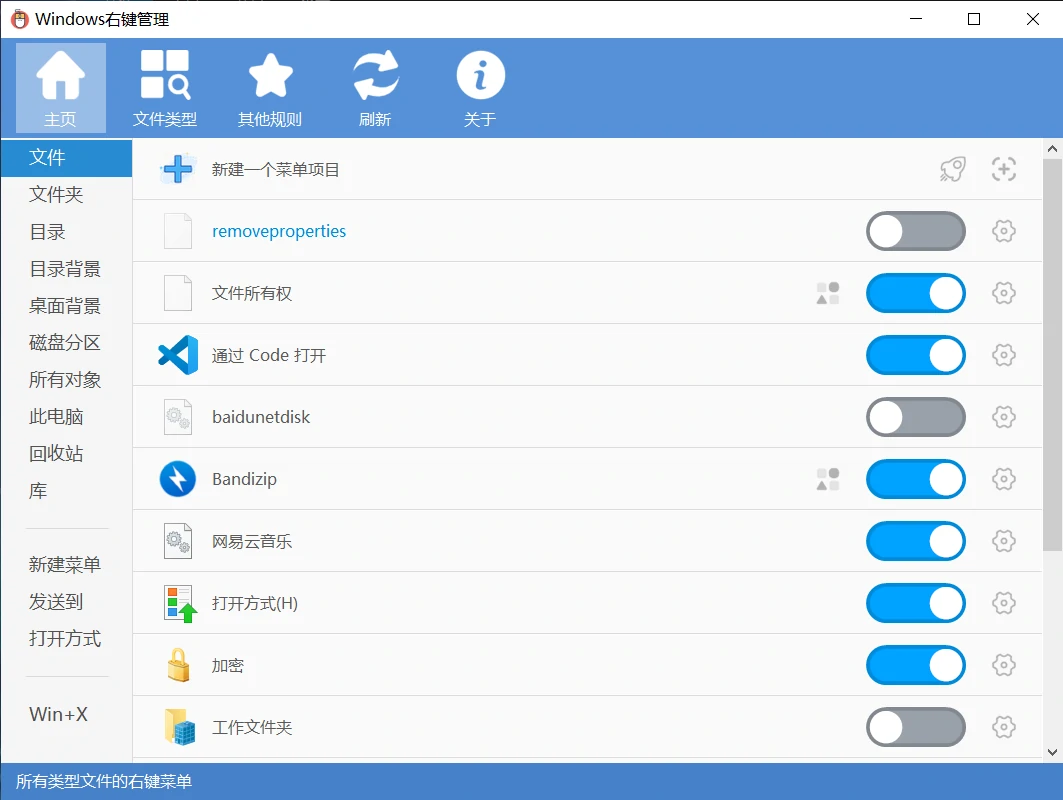 Windows右键管理
主页
文件类型
其他规则
刷新
关于
文件
文件夹
目录
目录背景
桌面背景
磁盘分区
所有对象
此电脑
回收站
库
新建菜单
发送到
打开方式
Win+X
新建一个菜单项目
removeproperties
文件所有权
通过 Code 打开
baidunetdisk
Bandizip
网易云音乐
打开方式(H)
加密
工作文件夹
所有类型文件的右键菜单